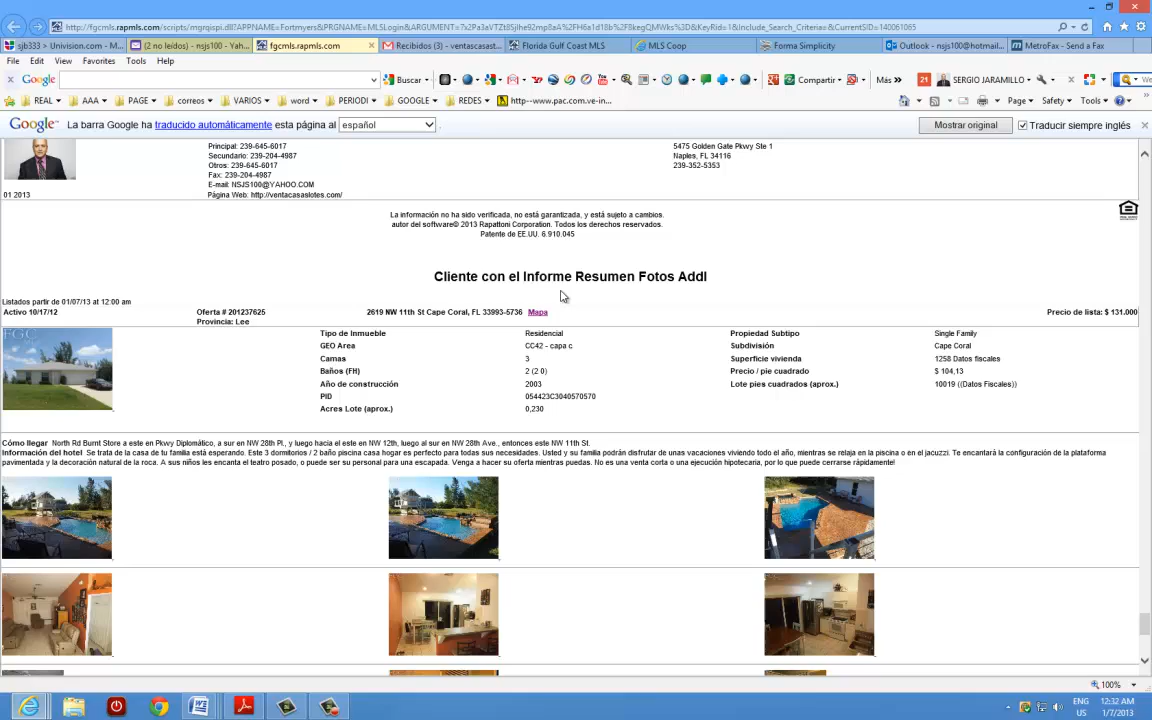 http://fgcmls.rapmls.com/scripts/mgrqispi.dll?APPNAME=Fortmyers&PRGNAME=MLSLogin&ARGUMENT=
sjb333 > Univision.com - M...
(2 no leídos) - nsjs100 - Yah...
fgcmls.rapmls.com
Recibidos (3) - ventacasast...
Florida Gulf Coast MLS
MLS Coop
Forma Simplicity
Outlook - nsjs100@hotmail...
MetroFax - Send a Fax
File Edit View Favorites Tools Help
Google Buscar Compartir Más » 21 SERGIO JARAMILLO
REAL AAA PAGE correos VARIOS word PERIODI GOOGLE REDES http--www.pac.com.ve-in... Page Safety Tools
Google La barra Google ha traducido automáticamente esta página al español . Mostrar original Traducir siempre inglés
Principal: 239-645-6017
Secundario: 239-204-4987
Otros: 239-645-6017
Fax: 239-204-4987
E-mail: NSJS100@YAHOO.COM
Página Web: http://ventacasaslotes.com/
5475 Golden Gate Pkwy Ste 1
Naples, FL 34116
239-352-5353
01 2013
La información no ha sido verificada, no está garantizada, y está sujeto a cambios.
autor del software© 2013 Rapattoni Corporation. Todos los derechos reservados.
Patente de EE.UU. 6.910.045
Cliente con el Informe Resumen Fotos Addl
Listados partir de 01/07/13 at 12:00 am
Activo 10/17/12 Oferta # 201237625 2619 NW 11th St Cape Coral, FL 33993-5736 Mapa Precio de lista: $ 131.000
Provincia: Lee
Tipo de Inmueble Residencial Propiedad Subtipo Single Family
GEO Area CC42 - capa c Subdivisión Cape Coral
Camas 3 Superficie vivienda 1258 Datos fiscales
Baños (FH) 2 (2 0) Precio / pie cuadrado $ 104,13
Año de construcción 2003 Lote pies cuadrados (aprox.) 10019 ((Datos Fiscales))
PID 054423C3040570570
Acres Lote (aprox.) 0,230
Cómo llegar North Rd Burnt Store a este en Pkwy Diplomático, a sur en NW 28th Pl., y luego hacia el este en NW 12th, luego al sur en NW 28th Ave., entonces este NW 11th St.
Información del hotel Se trata de la casa de tu familia está esperando. Este 3 dormitorios / 2 baño piscina casa hogar es perfecto para todas sus necesidades. Usted y su familia podrán disfrutar de unas vacaciones viviendo todo el año, mientras se relaja en la piscina o en el jacuzzi. Te encantará la configuración de la plataforma
pavimentada y la decoración natural de la roca. A sus niños les encanta el teatro posado, o puede ser su personal para una escapada. Venga a hacer su oferta mientras puedas. No es una venta corta o una ejecución hipotecaria, por lo que puede cerrarse rápidamente!
100%
ENG 12:32 AM
US 1/7/2013